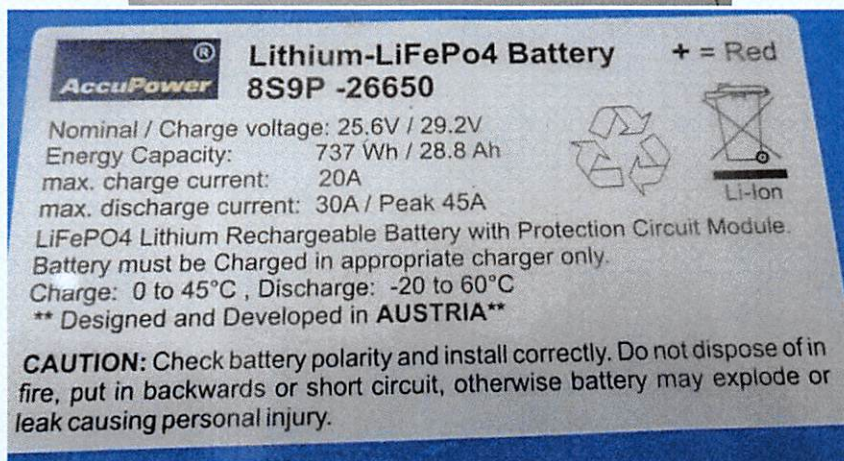 AccuPower ®
Lithium-LiFePo4 Battery + = Red
8S9P -26650
Nominal / Charge voltage: 25.6V / 29.2V
Energy Capacity: 737 Wh / 28.8 Ah
max. charge current: 20A
max. discharge current: 30A / Peak 45A
Li-Ion
LiFePO4 Lithium Rechargeable Battery with Protection Circuit Module.
Battery must be Charged in appropriate charger only.
Charge: 0 to 45°C , Discharge: -20 to 60°C
** Designed and Developed in AUSTRIA**
CAUTION: Check battery polarity and install correctly. Do not dispose of in
fire, put in backwards or short circuit, otherwise battery may explode or
leak causing personal injury.